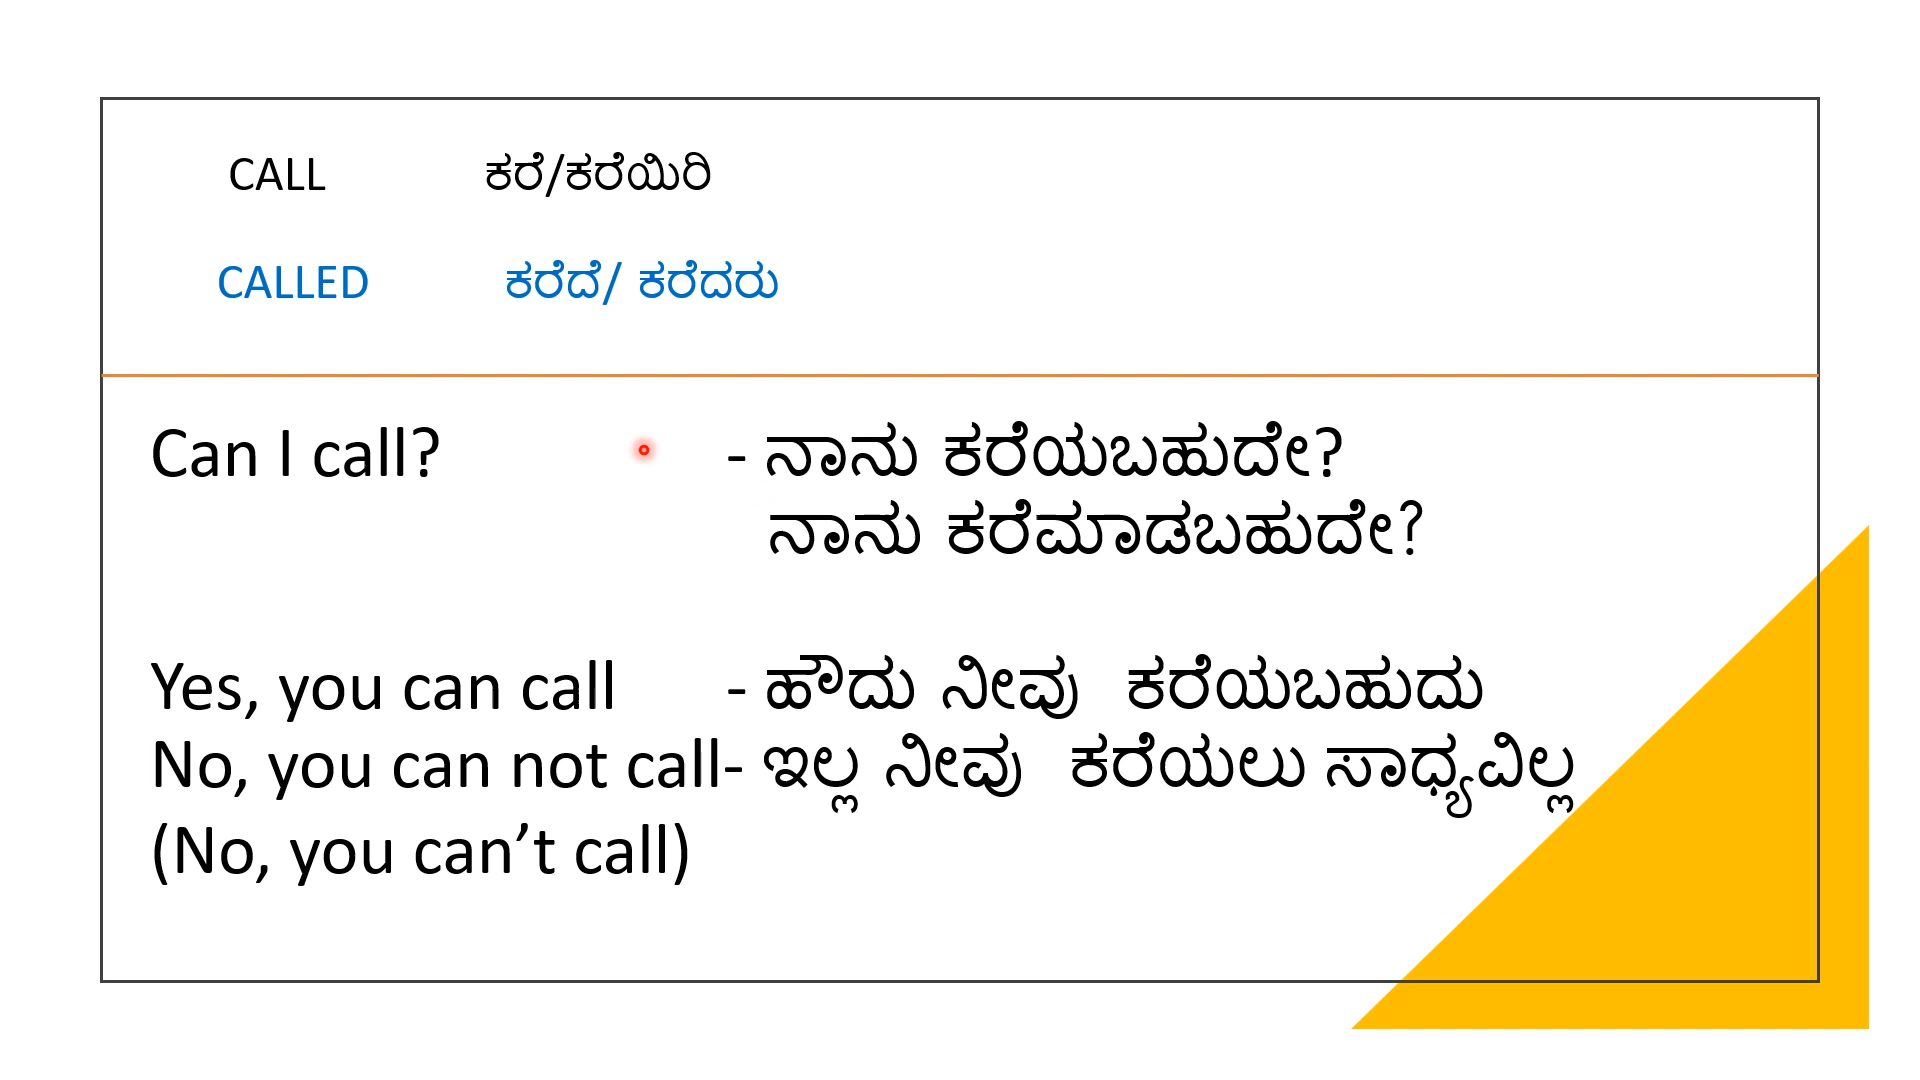 CALL ಕರೆ/ಕರೆಯಿರಿ
CALLED ಕರೆದೆ/ ಕರೆದರು
Can I call? - ನಾನು ಕರೆಯಬಹುದೇ?
ನಾನು ಕರೆಮಾಡಬಹುದೇ?
Yes, you can call - ಹೌದು ನೀವು ಕರೆಯಬಹುದು
No, you can not call- ಇಲ್ಲ ನೀವು ಕರೆಯಲು ಸಾಧ್ಯವಿಲ್ಲ
(No, you can’t call)